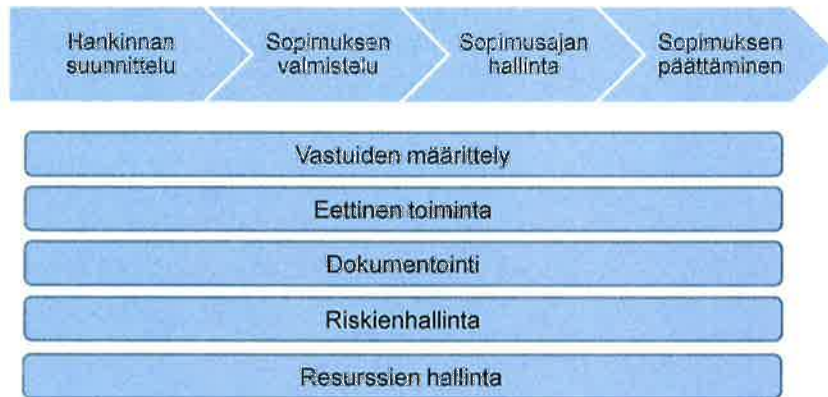 Hankinnan
suunnittelu
Sopimuksen
valmistelu
Sopimusajan
hallinta
Sopimuksen
päättäminen
Vastuiden määrittely
Eettinen toiminta
Dokumentointi
Riskienhallinta
Resurssien hallinta